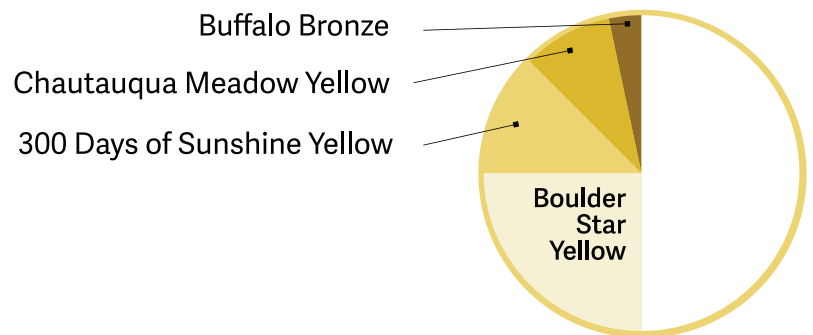 Buffalo Bronze
Chautauqua Meadow Yellow
300 Days of Sunshine Yellow
Boulder
Star
Yellow